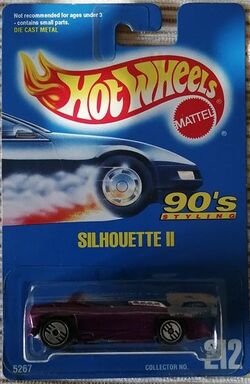 Not recommended for ages under 3
- contains small parts.
DIE CAST METAL
HOT WHEELS
MATTEL
90's
STYLING
SILHOUETTE II
5267
COLLECTOR NO.
212